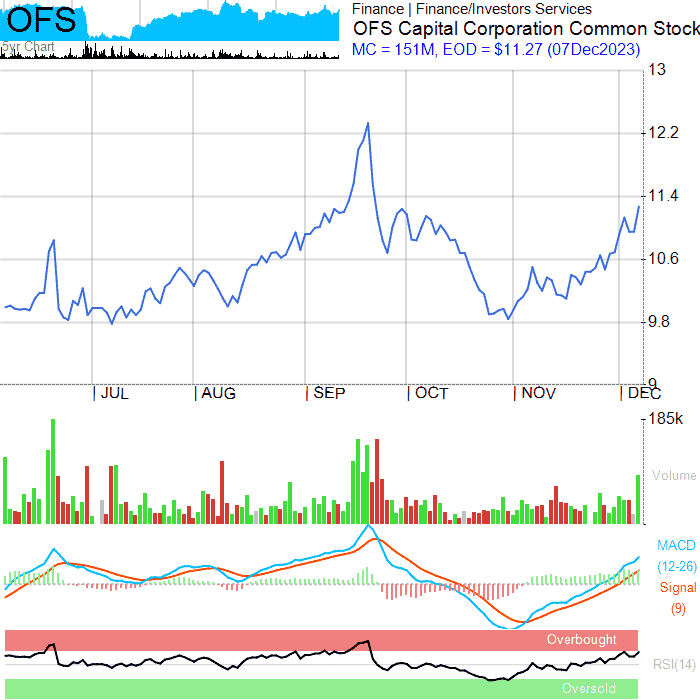 OFS
5yr Chart
Finance | Finance/Investors Services
OFS Capital Corporation Common Stock
MC = 151M, EOD = $11.27 (07Dec2023)
13
12.2
11.4
10.6
9.8
9
JUL AUG SEP OCT NOV DEC
185k
Volume
MACD
(12-26)
Signal
(9)
Overbought
RSI(14)
Oversold